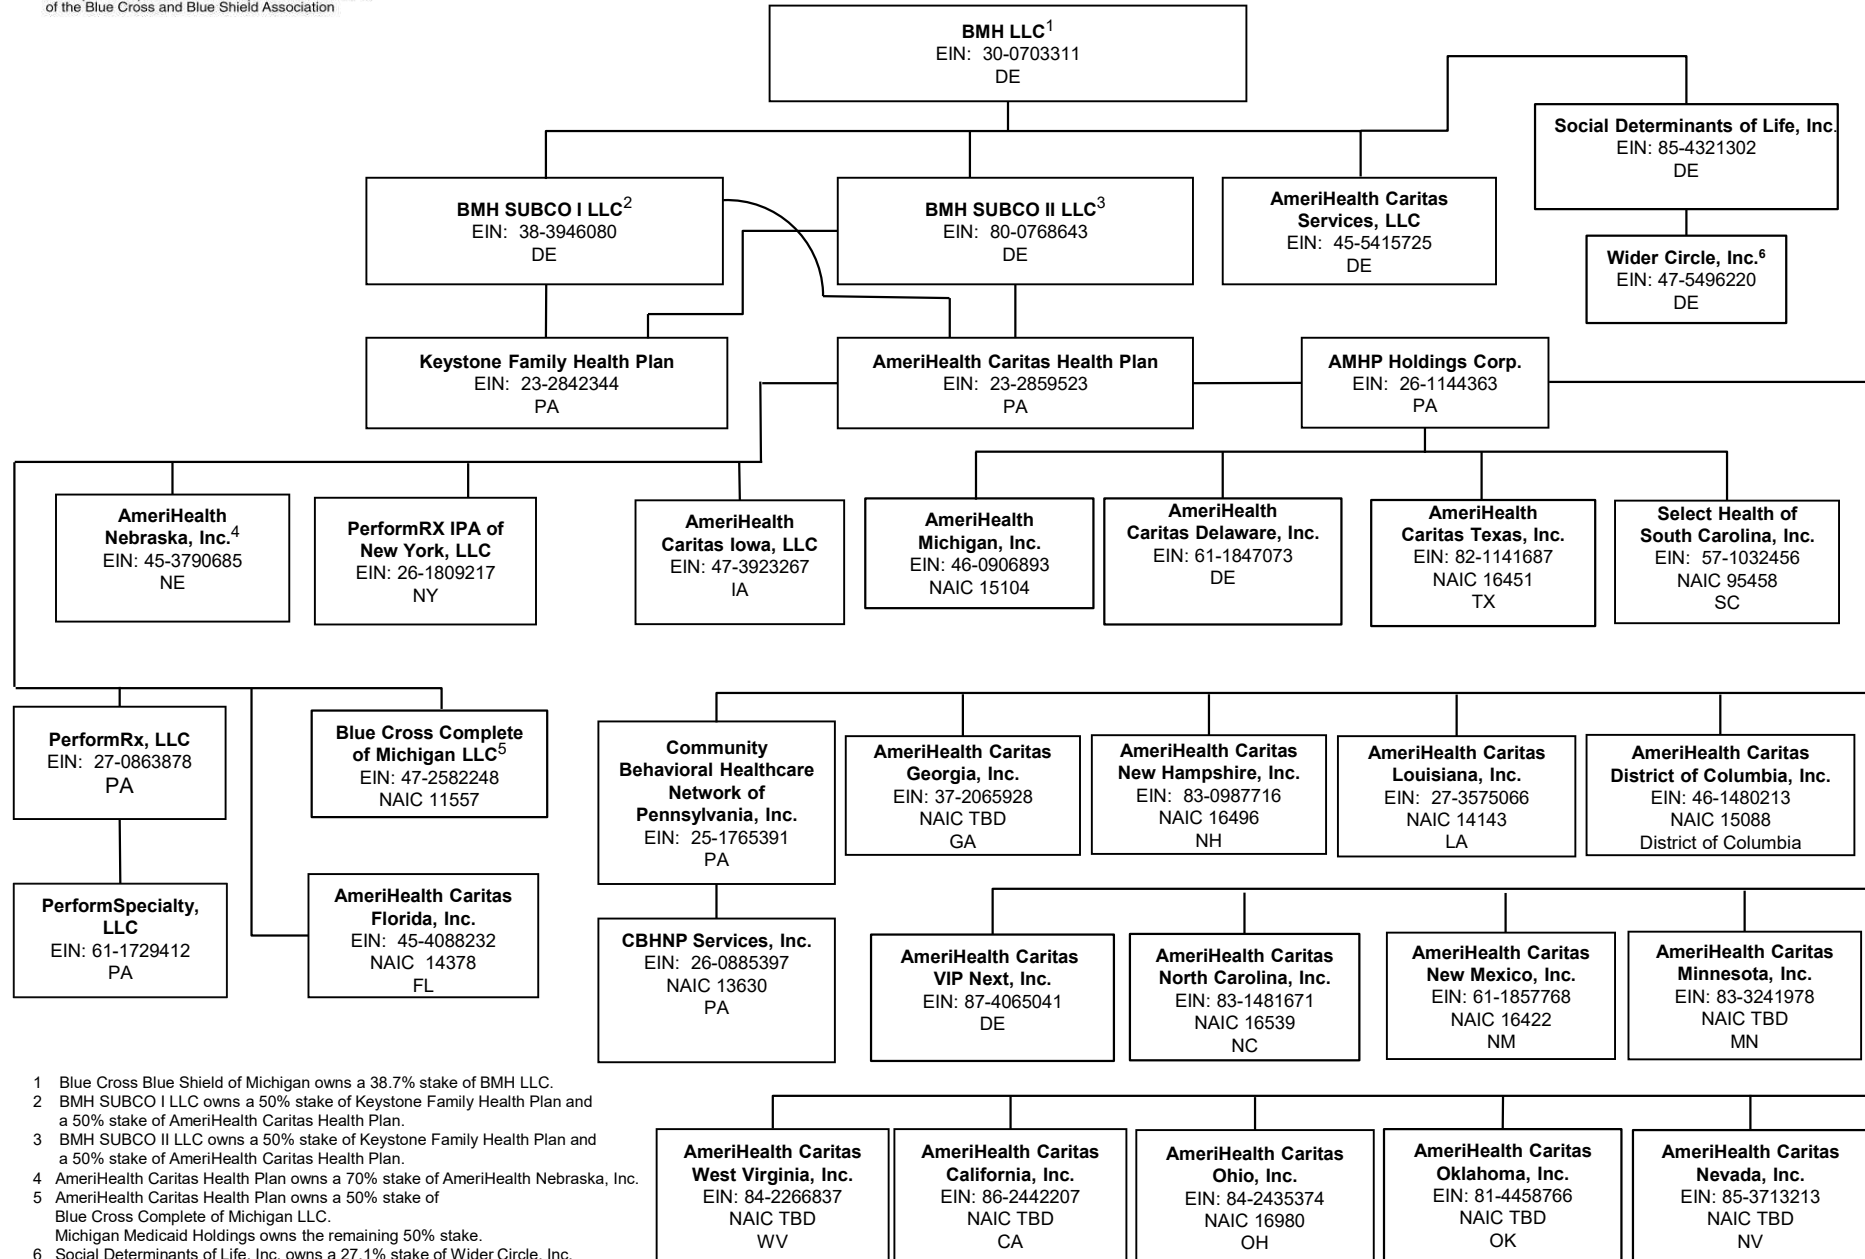 of the Blue Cross and Blue Shield Association
BMH LLC1
EIN: 30-0703311
DE
Social Determinants of Life, Inc.
EIN: 85-4321302
DE
BMH SUBCO I LLC2
EIN: 38-3946080
DE
BMH SUBCO II LLC3
EIN: 80-0768643
DE
AmeriHealth Caritas
Services, LLC
EIN: 45-5415725
DE
Wider Circle, Inc.6
EIN: 47-5496220
DE
Keystone Family Health Plan
EIN: 23-2842344
PA
AmeriHealth Caritas Health Plan
EIN: 23-2859523
PA
AMHP Holdings Corp.
EIN: 26-1144363
PA
AmeriHealth
Nebraska, Inc.4
EIN: 45-3790685
NE
PerformRX IPA of
New York, LLC
EIN: 26-1809217
NY
AmeriHealth
Caritas Iowa, LLC
EIN: 47-3923267
IA
AmeriHealth
Michigan, Inc.
EIN: 46-0906893
NAIC 15104
AmeriHealth
Caritas Delaware, Inc.
EIN: 61-1847073
DE
AmeriHealth
Caritas Texas, Inc.
EIN: 82-1141687
NAIC 16451
TX
Select Health of
South Carolina, Inc.
EIN: 57-1032456
NAIC 95458
SC
PerformRx, LLC
EIN: 27-0863878
PA
Blue Cross Complete
of Michigan LLC5
EIN: 47-2582248
NAIC 11557
Community
Behavioral Healthcare
Network of
Pennsylvania, Inc.
EIN: 25-1765391
PA
AmeriHealth Caritas
Georgia, Inc.
EIN: 37-2065928
NAIC TBD
GA
AmeriHealth Caritas
New Hampshire, Inc.
EIN: 83-0987716
NAIC 16496
NH
AmeriHealth Caritas
Louisiana, Inc.
EIN: 27-3575066
NAIC 14143
LA
AmeriHealth Caritas
District of Columbia, Inc.
EIN: 46-1480213
NAIC 15088
District of Columbia
PerformSpecialty,
LLC
EIN: 61-1729412
PA
AmeriHealth Caritas
Florida, Inc.
EIN: 45-4088232
NAIC 14378
FL
CBHNP Services, Inc.
EIN: 26-0885397
NAIC 13630
PA
AmeriHealth Caritas
VIP Next, Inc.
EIN: 87-4065041
DE
AmeriHealth Caritas
North Carolina, Inc.
EIN: 83-1481671
NAIC 16539
NC
AmeriHealth Caritas
New Mexico, Inc.
EIN: 61-1857768
NAIC 16422
NM
AmeriHealth Caritas
Minnesota, Inc.
EIN: 83-3241978
NAIC TBD
MN
1 Blue Cross Blue Shield of Michigan owns a 38.7% stake of BMH LLC.
2 BMH SUBCO I LLC owns a 50% stake of Keystone Family Health Plan and
a 50% stake of AmeriHealth Caritas Health Plan.
3 BMH SUBCO II LLC owns a 50% stake of Keystone Family Health Plan and
a 50% stake of AmeriHealth Caritas Health Plan.
4 AmeriHealth Caritas Health Plan owns a 70% stake of AmeriHealth Nebraska, Inc.
5 AmeriHealth Caritas Health Plan owns a 50% stake of
Blue Cross Complete of Michigan LLC.
Michigan Medicaid Holdings owns the remaining 50% stake.
6 Social Determinants of Life, Inc. owns a 27.1% stake of Wider Circle, Inc.
AmeriHealth Caritas
West Virginia, Inc.
EIN: 84-2266837
NAIC TBD
WV
AmeriHealth Caritas
California, Inc.
EIN: 86-2442207
NAIC TBD
CA
AmeriHealth Caritas
Ohio, Inc.
EIN: 84-2435374
NAIC 16980
OH
AmeriHealth Caritas
Oklahoma, Inc.
EIN: 81-4458766
NAIC TBD
OK
AmeriHealth Caritas
Nevada, Inc.
EIN: 85-3713213
NAIC TBD
NV